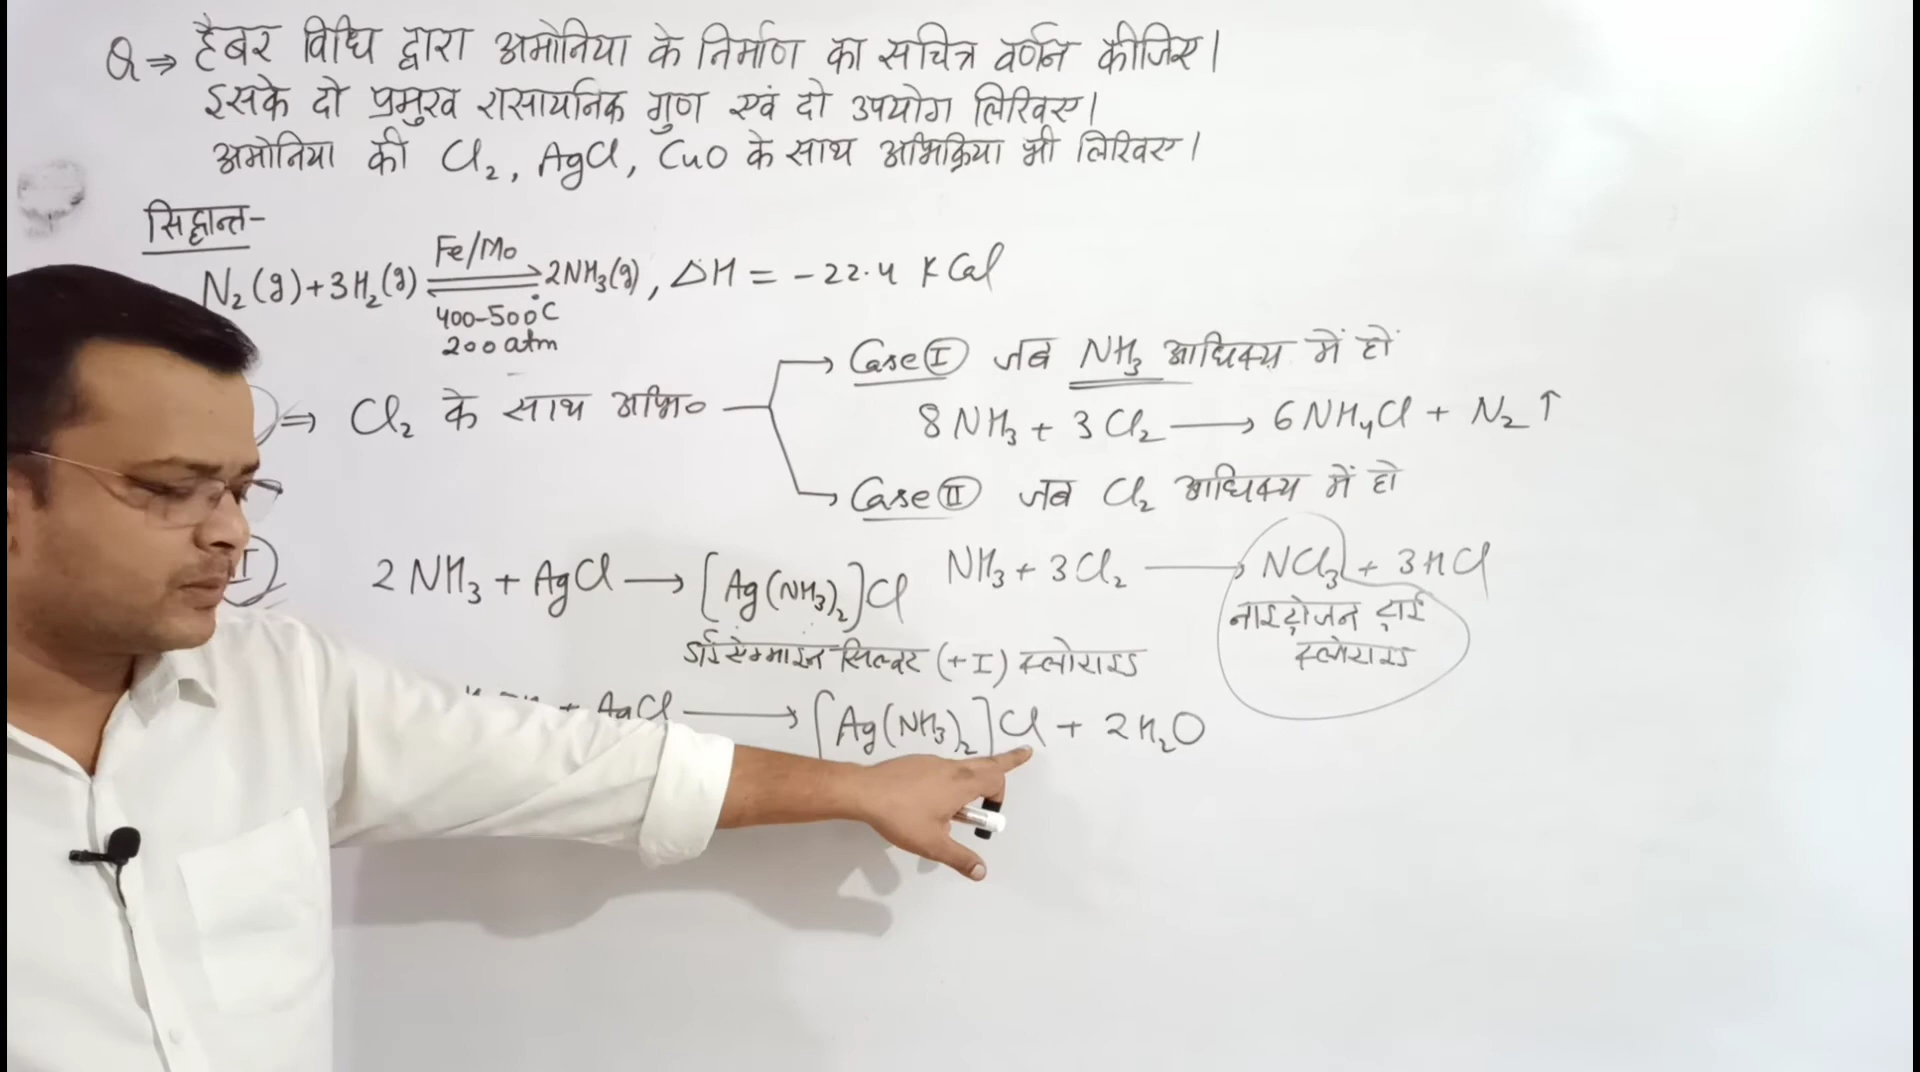 Q ⇒ हैबर विधि द्वारा अमोनिया के निर्माण का सचित्र वर्णन कीजिए।
इसके दो प्रमुख रासायनिक गुण एवं दो उपयोग लिखिए।
अमोनिया की Cl₂, AgCl, CuO के साथ अभिक्रिया भी लिखिए।
सिद्धान्त-
N₂(g) + 3H₂(g) ⇌ 2NH₃(g), ΔH = -22.4 KCal
Fe/Mo
400-500°C
200 atm
⇒ Cl₂ के साथ अभि०
Case Ⅰ जब NH₃ आधिक्य में हों
8NH₃ + 3Cl₂ → 6NH₄Cl + N₂↑
Case Ⅱ जब Cl₂ आधिक्य में हो
NH₃ + 3Cl₂ → NCl₃ + 3HCl
नाइट्रोजन ट्राई
क्लोराइड
2NH₃ + AgCl → [Ag(NH₃)₂]Cl
डाईऐम्माइन सिल्वर (+I) क्लोराइड
+ AgCl → [Ag(NH₃)₂]Cl + 2H₂O